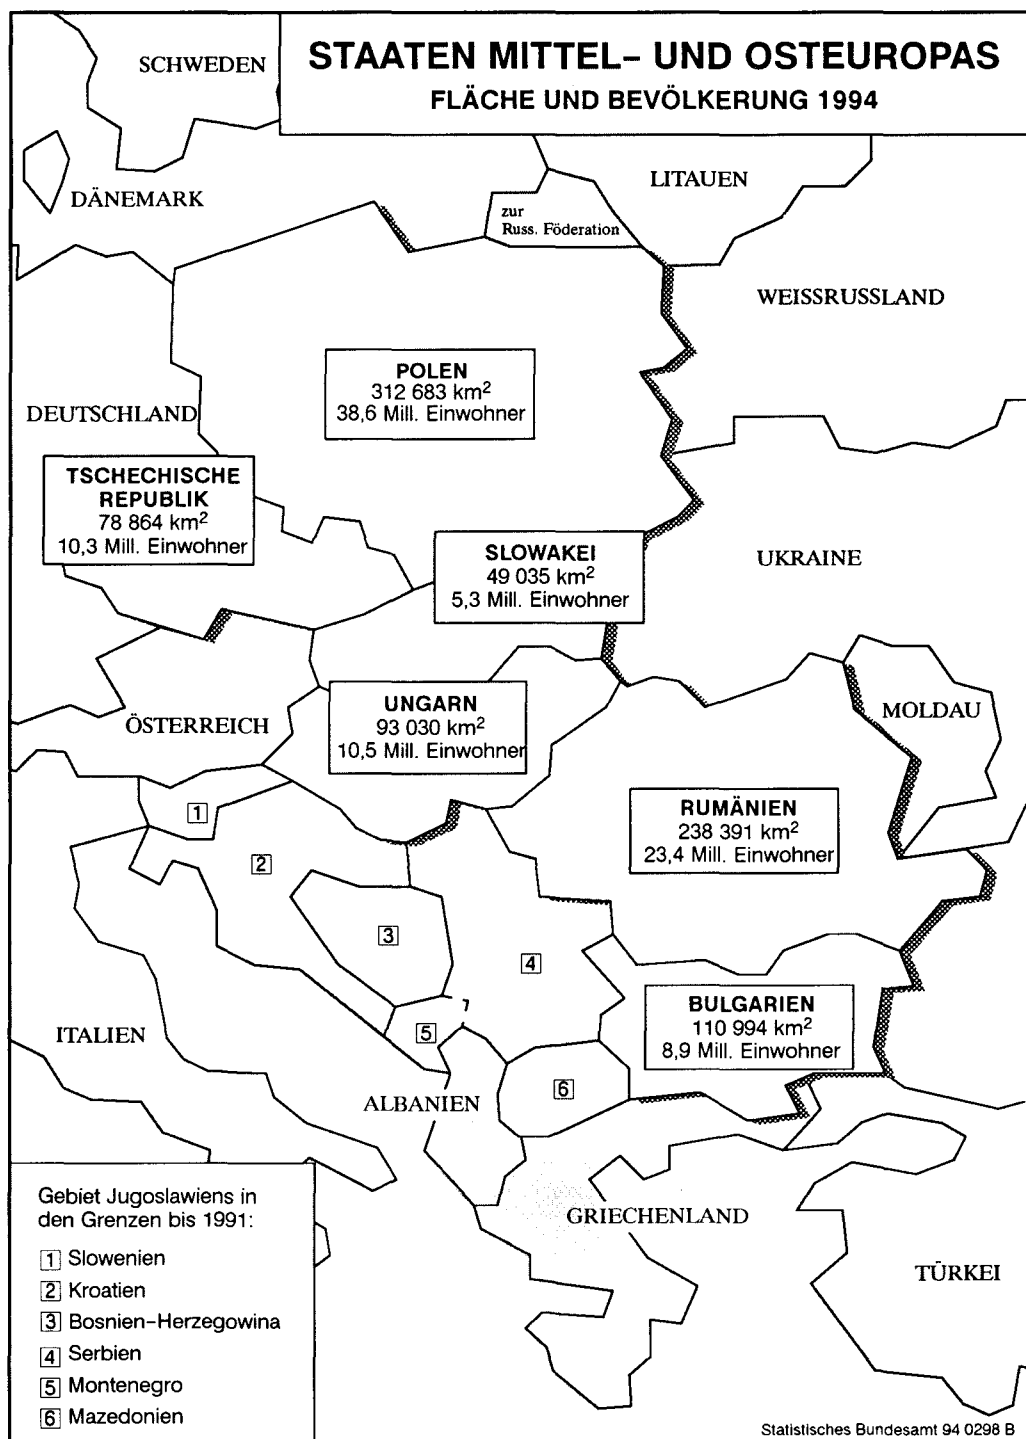 STAATEN MITTEL- UND OSTEUROPAS
FLÄCHE UND BEVÖLKERUNG 1994
SCHWEDEN
DÄNEMARK
LITAUEN
zur
Russ. Föderation
WEISSRUSSLAND
POLEN
312 683 km²
38,6 Mill. Einwohner
DEUTSCHLAND
TSCHECHISCHE
REPUBLIK
78 864 km²
10,3 Mill. Einwohner
SLOWAKEI
49 035 km²
5,3 Mill. Einwohner
UKRAINE
UNGARN
93 030 km²
10,5 Mill. Einwohner
ÖSTERREICH
MOLDAU
RUMÄNIEN
238 391 km²
23,4 Mill. Einwohner
1
2
3
4
5
6
BULGARIEN
110 994 km²
8,9 Mill. Einwohner
ITALIEN
ALBANIEN
GRIECHENLAND
TÜRKEI
Gebiet Jugoslawiens in
den Grenzen bis 1991:
1 Slowenien
2 Kroatien
3 Bosnien-Herzegowina
4 Serbien
5 Montenegro
6 Mazedonien
Statistisches Bundesamt 94 0298 B